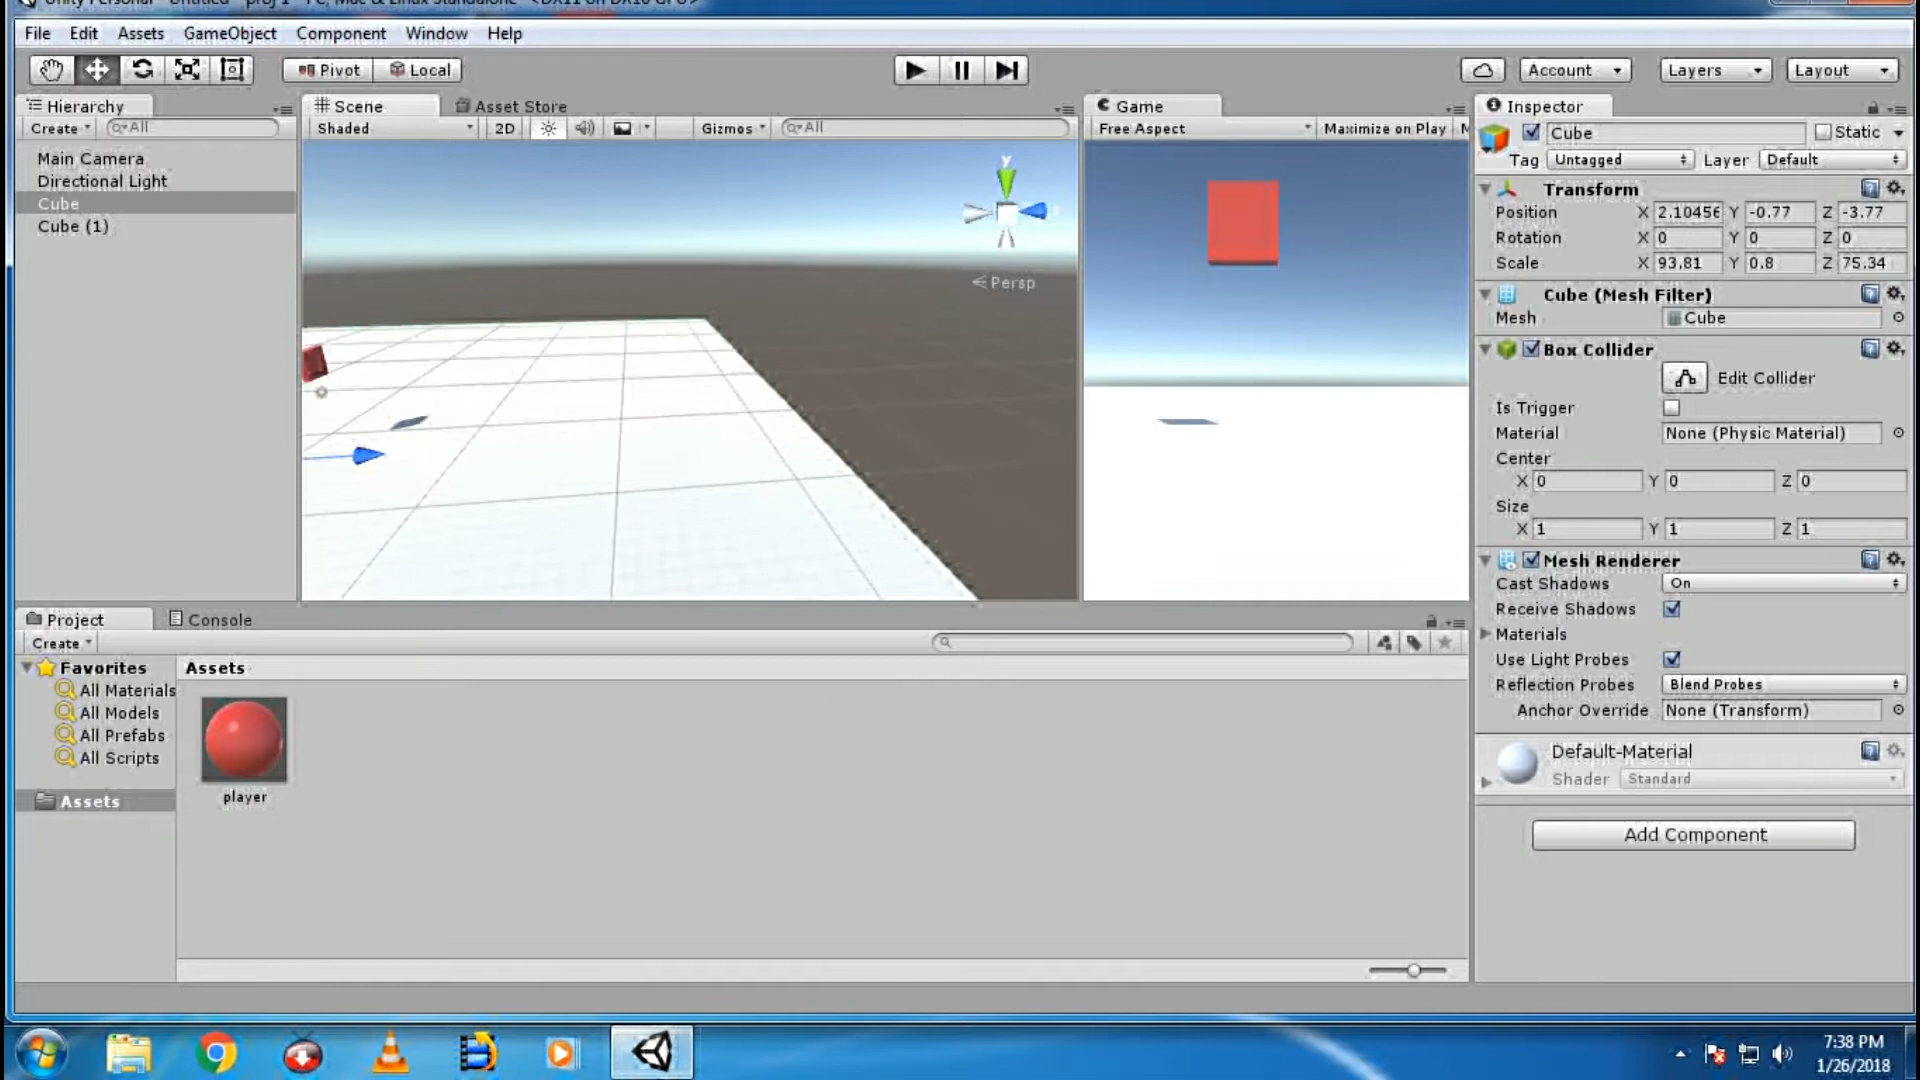 Unity Personal - Untitled - proj 1 - PC, Mac & Linux Standalone* <DX11 on DX10 GPU>
File Edit Assets GameObject Component Window Help
Pivot Local Account Layers Layout
Hierarchy
Create All
Main Camera
Directional Light
Cube
Cube (1)
Scene Asset Store
Shaded 2D Gizmos All
y
Persp
Game
Free Aspect Maximize on Play M
Inspector
Cube Static
Tag Untagged Layer Default
Transform
Position X 2.10456 Y -0.77 Z -3.77
Rotation X 0 Y 0 Z 0
Scale X 93.81 Y 0.8 Z 75.34
Cube (Mesh Filter)
Mesh Cube
Box Collider
Edit Collider
Is Trigger
Material None (Physic Material)
Center
X 0 Y 0 Z 0
Size
X 1 Y 1 Z 1
Mesh Renderer
Cast Shadows On
Receive Shadows
Materials
Use Light Probes
Reflection Probes Blend Probes
Anchor Override None (Transform)
Default-Material
Shader Standard
Add Component
Project Console
Create
Favorites
All Materials
All Models
All Prefabs
All Scripts
Assets
Assets
player
7:38 PM
1/26/2018